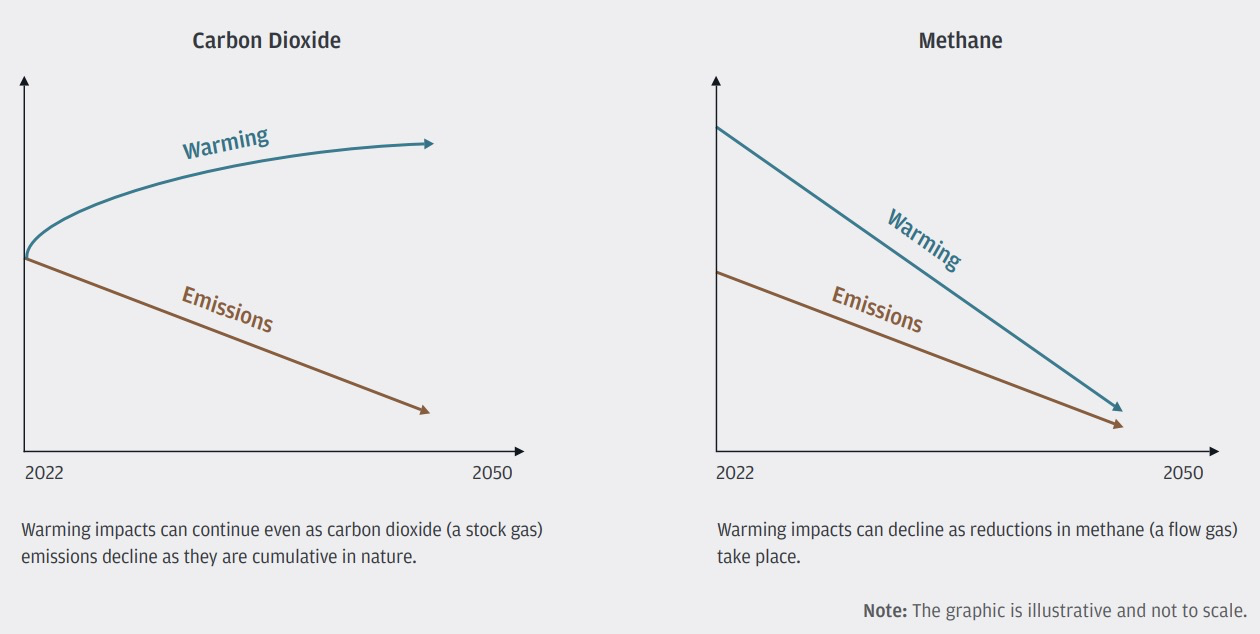 Carbon Dioxide
Warming
Emissions
2022
2050
Warming impacts can continue even as carbon dioxide (a stock gas)
emissions decline as they are cumulative in nature.
Methane
Warming
Emissions
2022
2050
Warming impacts can decline as reductions in methane (a flow gas)
take place.
Note: The graphic is illustrative and not to scale.